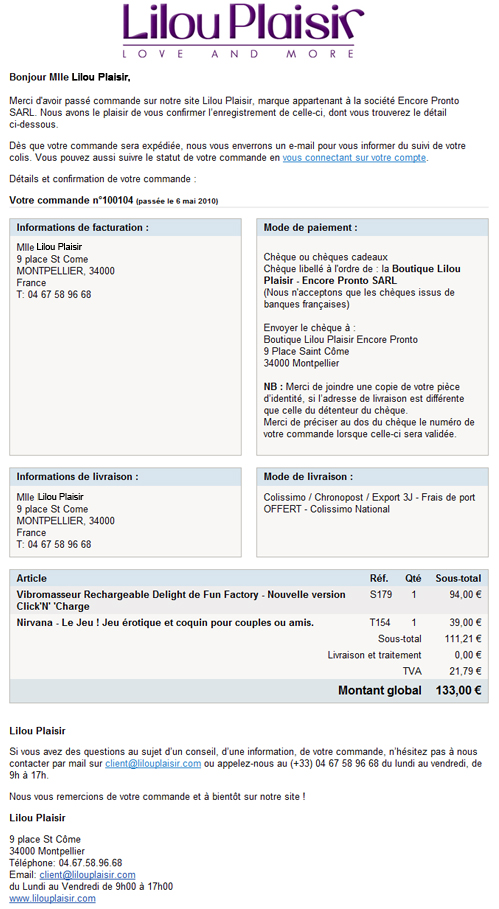 Lilou Plaisir
LOVE AND MORE
Bonjour Mlle Lilou Plaisir,
Merci d'avoir passé commande sur notre site Lilou Plaisir, marque appartenant à la société Encore Pronto
SARL. Nous avons le plaisir de vous confirmer l'enregistrement de celle-ci, dont vous trouverez le détail
ci-dessous.
Dès que votre commande sera expédiée, nous vous enverrons un e-mail pour vous informer du suivi de votre
colis. Vous pouvez aussi suivre le statut de votre commande en vous connectant sur votre compte.
Détails et confirmation de votre commande :
Votre commande n°100104 (passée le 6 mai 2010)
Informations de facturation :
Mlle Lilou Plaisir
9 place St Come
MONTPELLIER, 34000
France
T: 04 67 58 96 68
Mode de paiement :
Chèque ou chèques cadeaux
Chèque libellé à l'ordre de : la Boutique Lilou
Plaisir - Encore Pronto SARL
(Nous n'acceptons que les chèques issus de
banques françaises)
Envoyer le chèque à :
Boutique Lilou Plaisir Encore Pronto
9 Place Saint Côme
34000 Montpellier
NB : Merci de joindre une copie de votre pièce
d'identité, si l'adresse de livraison est différente
que celle du détenteur du chèque.
Merci de préciser au dos du chèque le numéro de
votre commande lorsque celle-ci sera validée.
Informations de livraison :
Mlle Lilou Plaisir
9 place St Come
MONTPELLIER, 34000
France
T: 04 67 58 96 68
Mode de livraison :
Colissimo / Chronopost / Export 3J - Frais de port
OFFERT - Colissimo National
Article Réf. Qté Sous-total
Vibromasseur Rechargeable Delight de Fun Factory - Nouvelle version S179 1 94,00 €
Click'N' 'Charge
Nirvana - Le Jeu ! Jeu érotique et coquin pour couples ou amis. T154 1 39,00 €
Sous-total 111,21 €
Livraison et traitement 0,00 €
TVA 21,79 €
Montant global 133,00 €
Lilou Plaisir
Si vous avez des questions au sujet d'un conseil, d'une information, de votre commande, n'hésitez pas à nous
contacter par mail sur client@lilouplaisir.com ou appelez-nous au (+33) 04 67 58 96 68 du lundi au vendredi, de
9h à 17h.
Nous vous remercions de votre commande et à bientôt sur notre site !
Lilou Plaisir
9 place St Côme
34000 Montpellier
Téléphone: 04.67.58.96.68
Email: client@lilouplaisir.com
du Lundi au Vendredi de 9h00 à 17h00
www.lilouplaisir.com